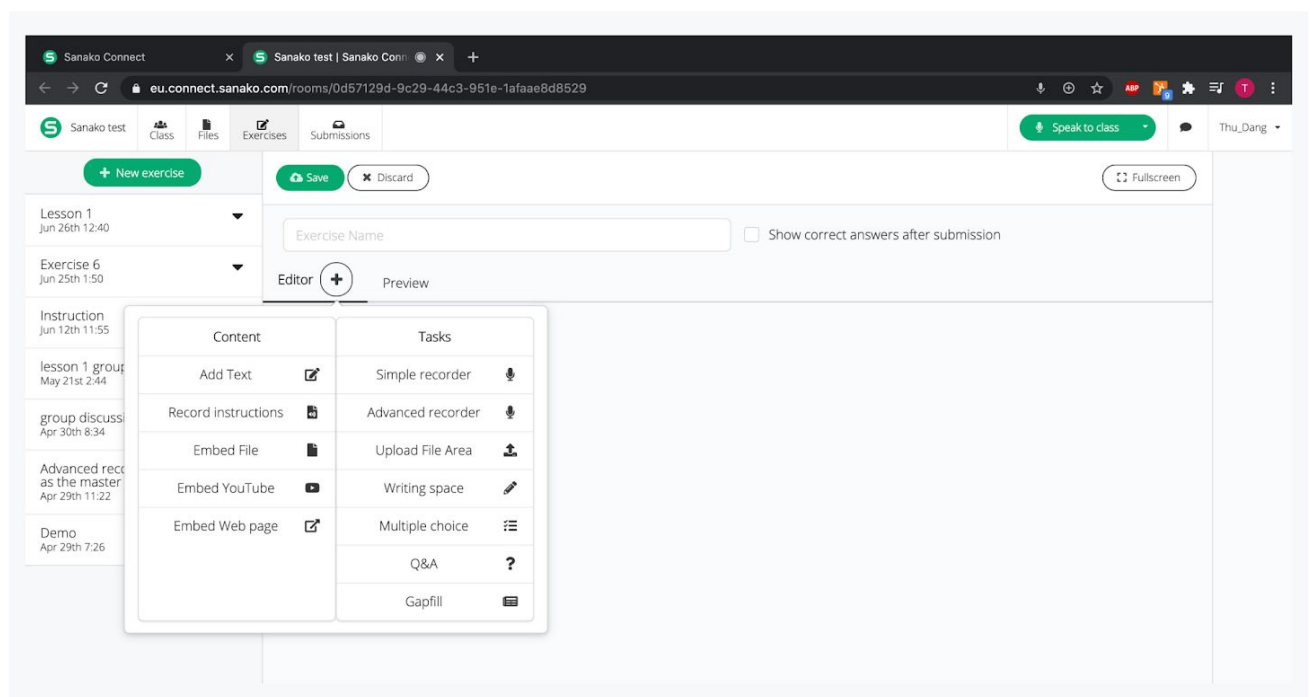 Sanako Connect
Sanako test | Sanako Conn
eu.connect.sanako.com/rooms/0d57129d-9c29-44c3-951e-1afaae8d8529
ABP
9
T
Sanako test
Class
Files
Exercises
Submissions
Speak to class
Thu_Dang
+ New exercise
Save
Discard
Fullscreen
Lesson 1
Jun 26th 12:40
Exercise Name
Show correct answers after submission
Exercise 6
Jun 25th 1:50
Editor
Preview
Instruction
Jun 12th 11:55
lesson 1 group
May 21st 2:44
group discussi
Apr 30th 8:34
Advanced reco
as the master
Apr 29th 11:22
Demo
Apr 29th 7:26
Content
Add Text
Record instructions
Embed File
Embed YouTube
Embed Web page
Tasks
Simple recorder
Advanced recorder
Upload File Area
Writing space
Multiple choice
Q&A
Gapfill